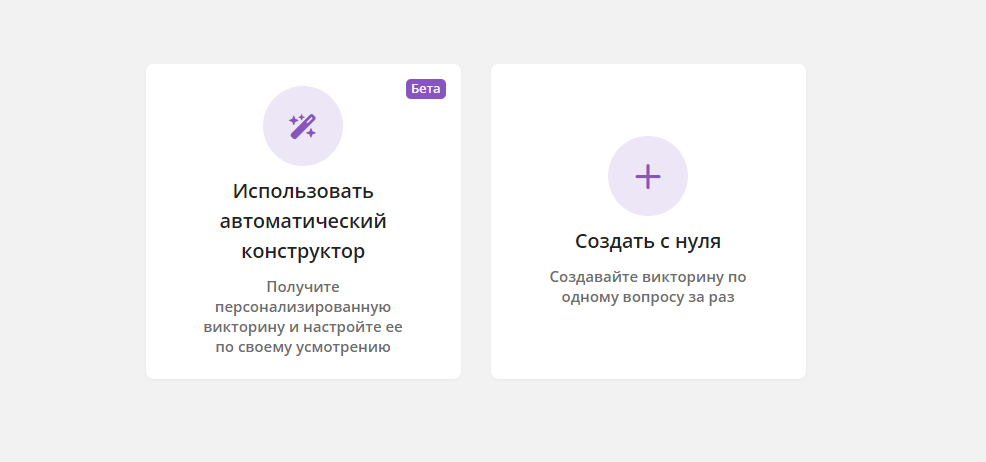 Бета
Использовать
автоматический
конструктор
Получите
персонализированную
викторину и настройте ее
по своему усмотрению
Создать с нуля
Создавайте викторину по
одному вопросу за раз